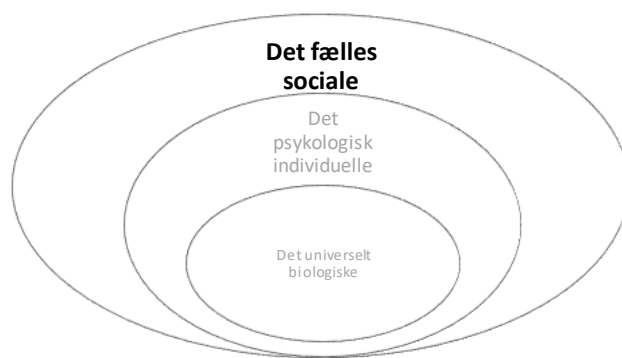 Det fælles
sociale
Det
psykologisk
individuelle
Det universelt
biologiske